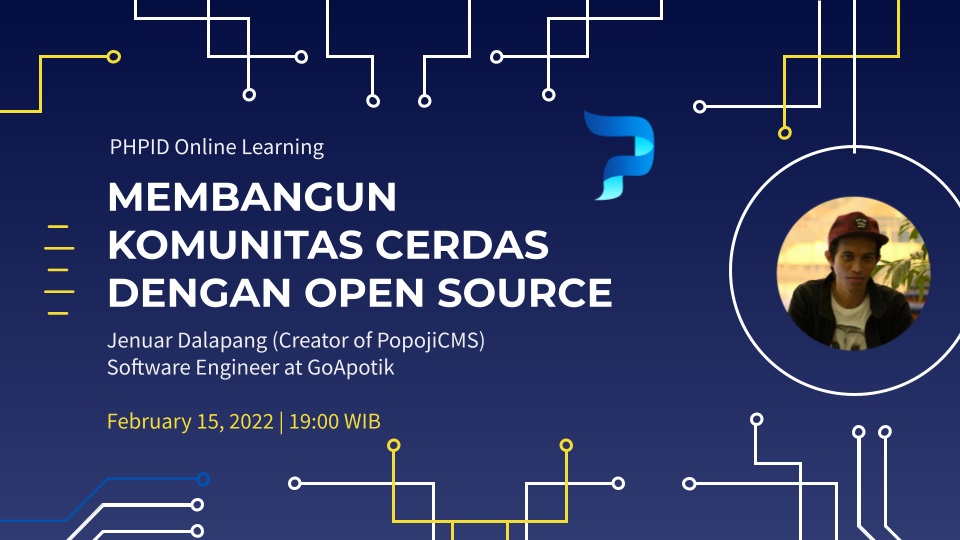 PHPID Online Learning
MEMBANGUN
KOMUNITAS CERDAS
DENGAN OPEN SOURCE
Jenuar Dalapang (Creator of PopojiCMS)
Software Engineer at GoApotik
February 15, 2022 | 19:00 WIB